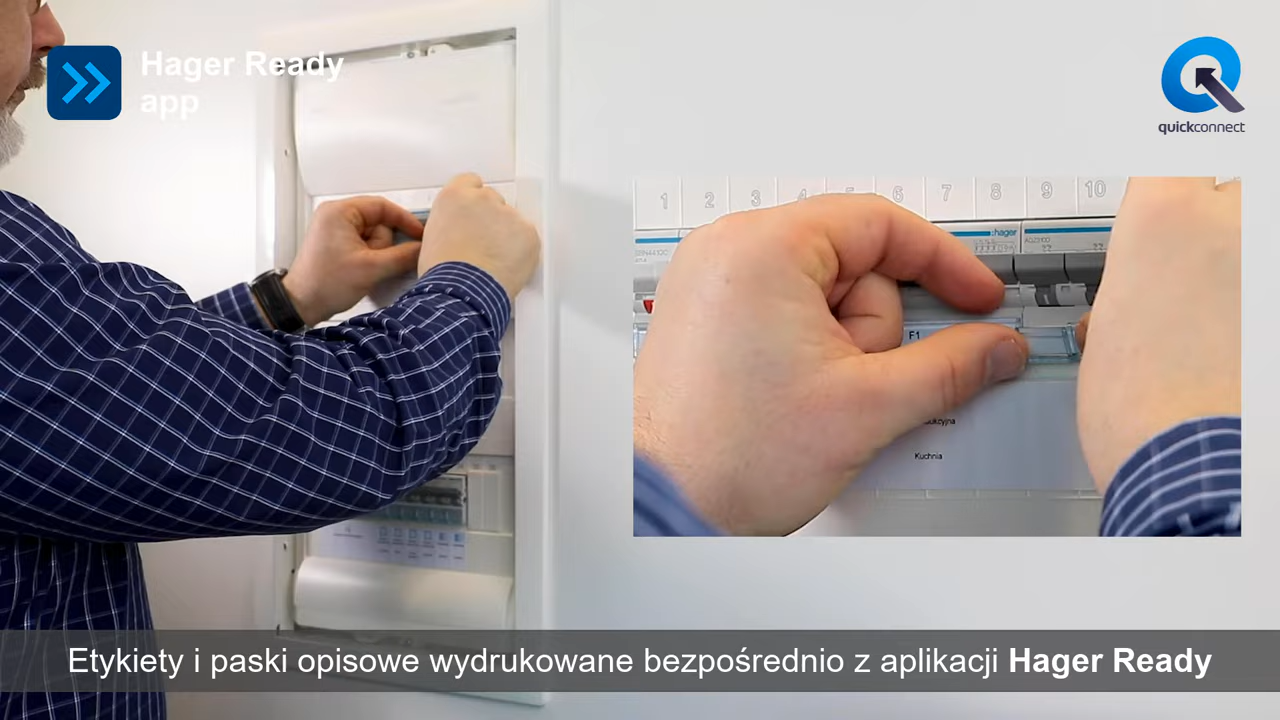 Hager Ready
app
quickconnect
1 2 3 4 5 6 7 8 9 10
:hager
F1
Kuchnia
Etykiety i paski opisowe wydrukowane bezpośrednio z aplikacji Hager Ready